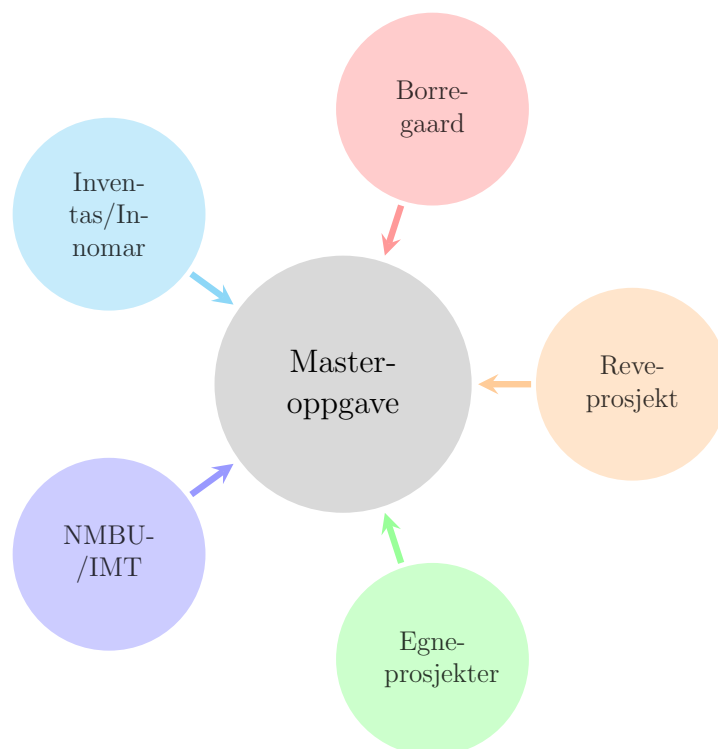 Borre-
gaard
Inven-
tas/In-
nomar
Master-
oppgave
Reve-
prosjekt
NMBU-
/IMT
Egne-
prosjekter